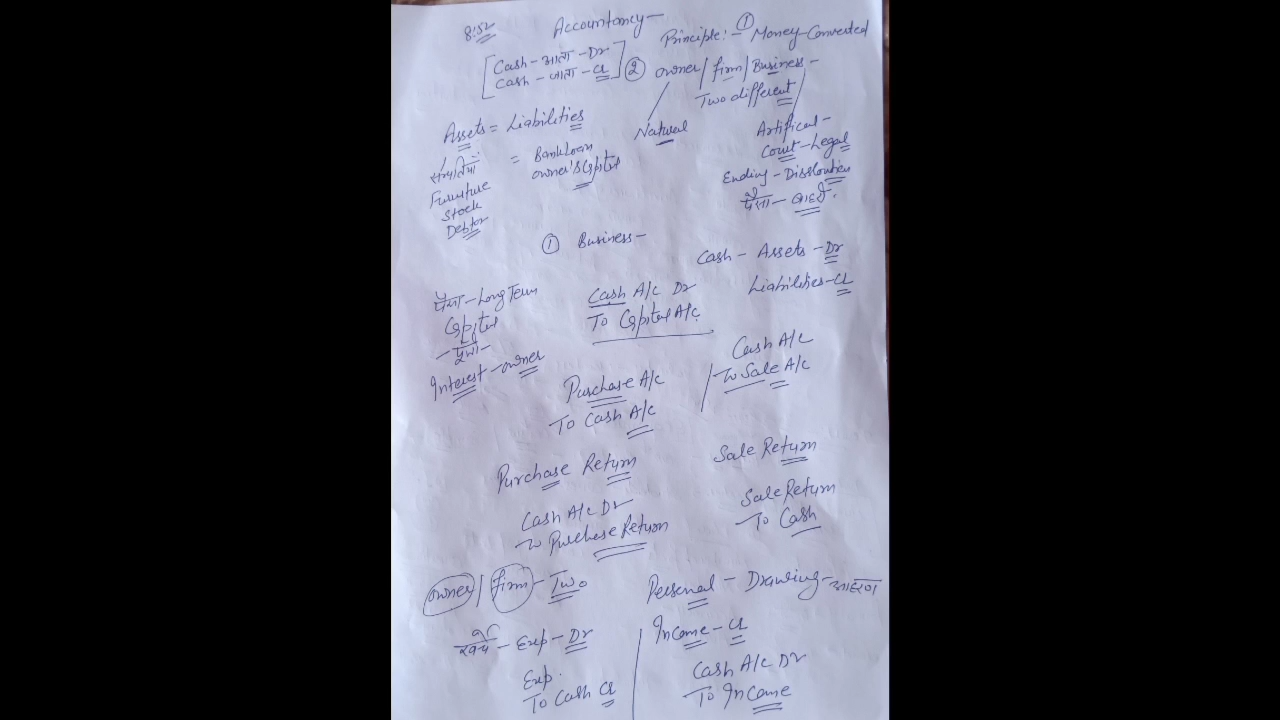 8:52
Accountancy –
Principle:- ① Money Converted
[Cash - आता - Dr
Cash - जाता - Cr]
② owner / firm / Business -
Two different
Natural
Artifical -
Court - Legal
Ending - Dissloution
पैसा - चाहिये.
Assets = Liabilities
= Bank Loan
owner's Capital
Furniture
Stock
Debtor
① Business -
Cash - Assets - Dr
Liabilities - Cr
पैसा - Long Term
Capital
- पूंजी -
Interest - owner
Cash A/c Dr
To Capital A/c
Purchase A/c
To Cash A/c
Cash A/c
To Sale A/c
Purchase Return
Cash A/c Dr
To Purchase Return
Sale Return
Sale Return
To Cash
owner / firm - Two
Personal - Drawing - आहरण
खर्च - Exp - Dr
Exp.
To Cash Cr
Income - Cr
Cash A/c Dr
To Income